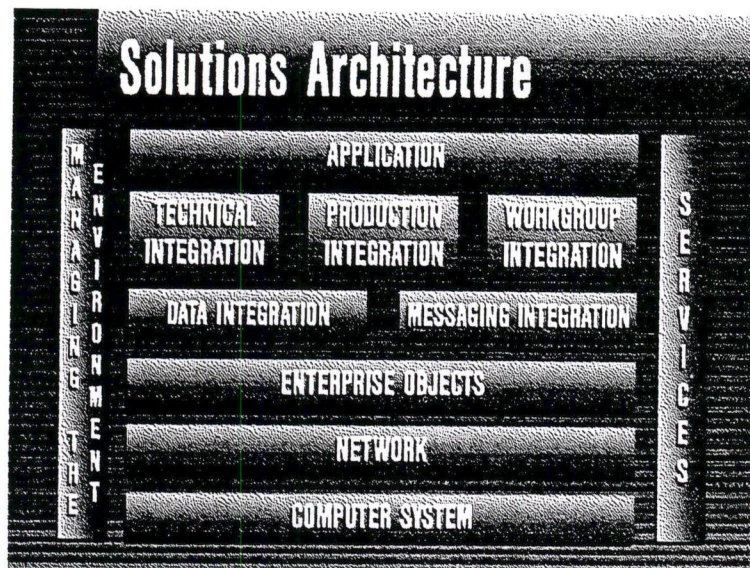 Solutions Architecture
MANAGING THE
ENVIRONMENT
APPLICATION
TECHNICAL
INTEGRATION
PRODUCTION
INTEGRATION
WORKGROUP
INTEGRATION
DATA INTEGRATION
MESSAGING INTEGRATION
ENTERPRISE OBJECTS
NETWORK
COMPUTER SYSTEM
SERVICES